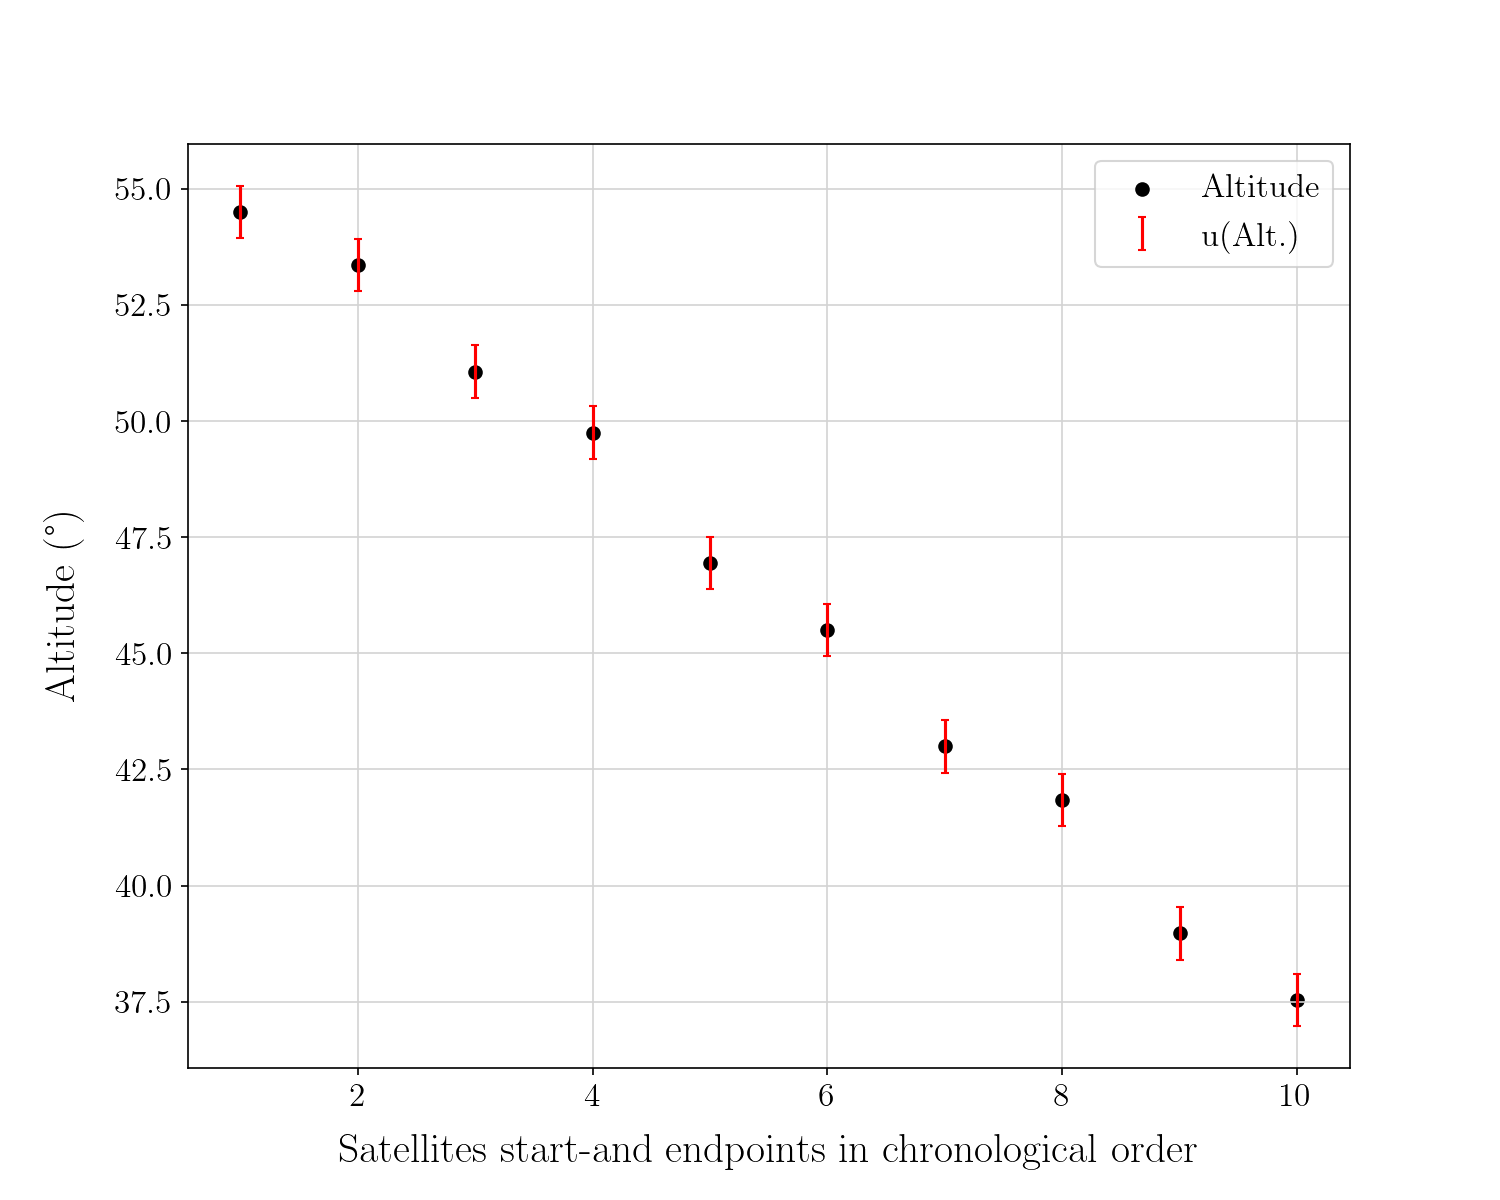 Altitude
u(Alt.)
55.0
52.5
50.0
47.5
45.0
42.5
40.0
37.5
Altitude (°)
2 4 6 8 10
Satellites start-and endpoints in chronological order